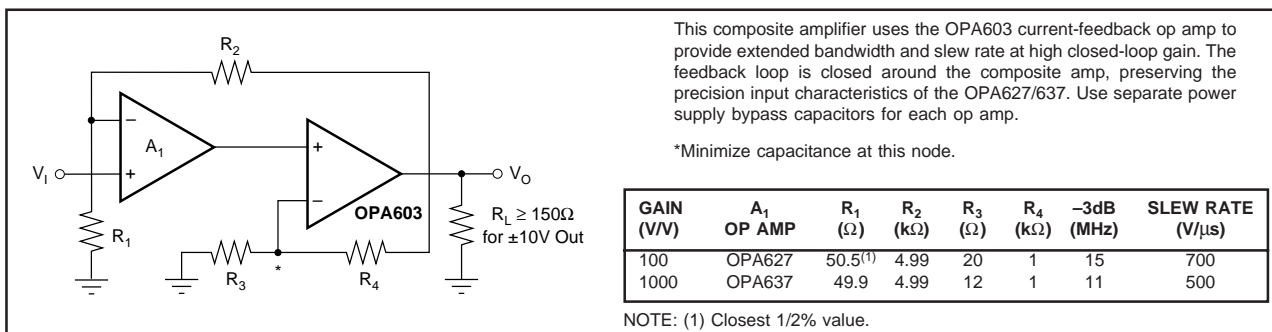 R2
A1
VI
R1
R3
*
R4
OPA603
VO
RL ≥ 150Ω
for ±10V Out
This composite amplifier uses the OPA603 current-feedback op amp to
provide extended bandwidth and slew rate at high closed-loop gain. The
feedback loop is closed around the composite amp, preserving the
precision input characteristics of the OPA627/637. Use separate power
supply bypass capacitors for each op amp.
*Minimize capacitance at this node.
GAIN A1 R1 R2 R3 R4 –3dB SLEW RATE
(V/V) OP AMP (Ω) (kΩ) (Ω) (kΩ) (MHz) (V/µs)
100 OPA627 50.5(1) 4.99 20 1 15 700
1000 OPA637 49.9 4.99 12 1 11 500
NOTE: (1) Closest 1/2% value.